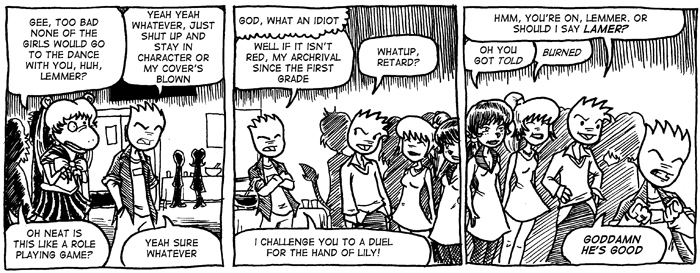 GEE, TOO BAD
NONE OF THE
GIRLS WOULD GO
TO THE DANCE
WITH YOU, HUH,
LEMMER?
YEAH YEAH
WHATEVER, JUST
SHUT UP AND
STAY IN
CHARACTER OR
MY COVER'S
BLOWN
OH NEAT IS
THIS LIKE A ROLE
PLAYING GAME?
YEAH SURE
WHATEVER
GOD, WHAT AN IDIOT
WELL IF IT ISN'T
RED, MY ARCHRIVAL
SINCE THE FIRST
GRADE
WHATUP,
RETARD?
I CHALLENGE YOU TO A DUEL
FOR THE HAND OF LILY!
HMM, YOU'RE ON, LEMMER. OR
SHOULD I SAY LAMER?
OH YOU
GOT TOLD
BURNED
GODDAMN
HE'S GOOD